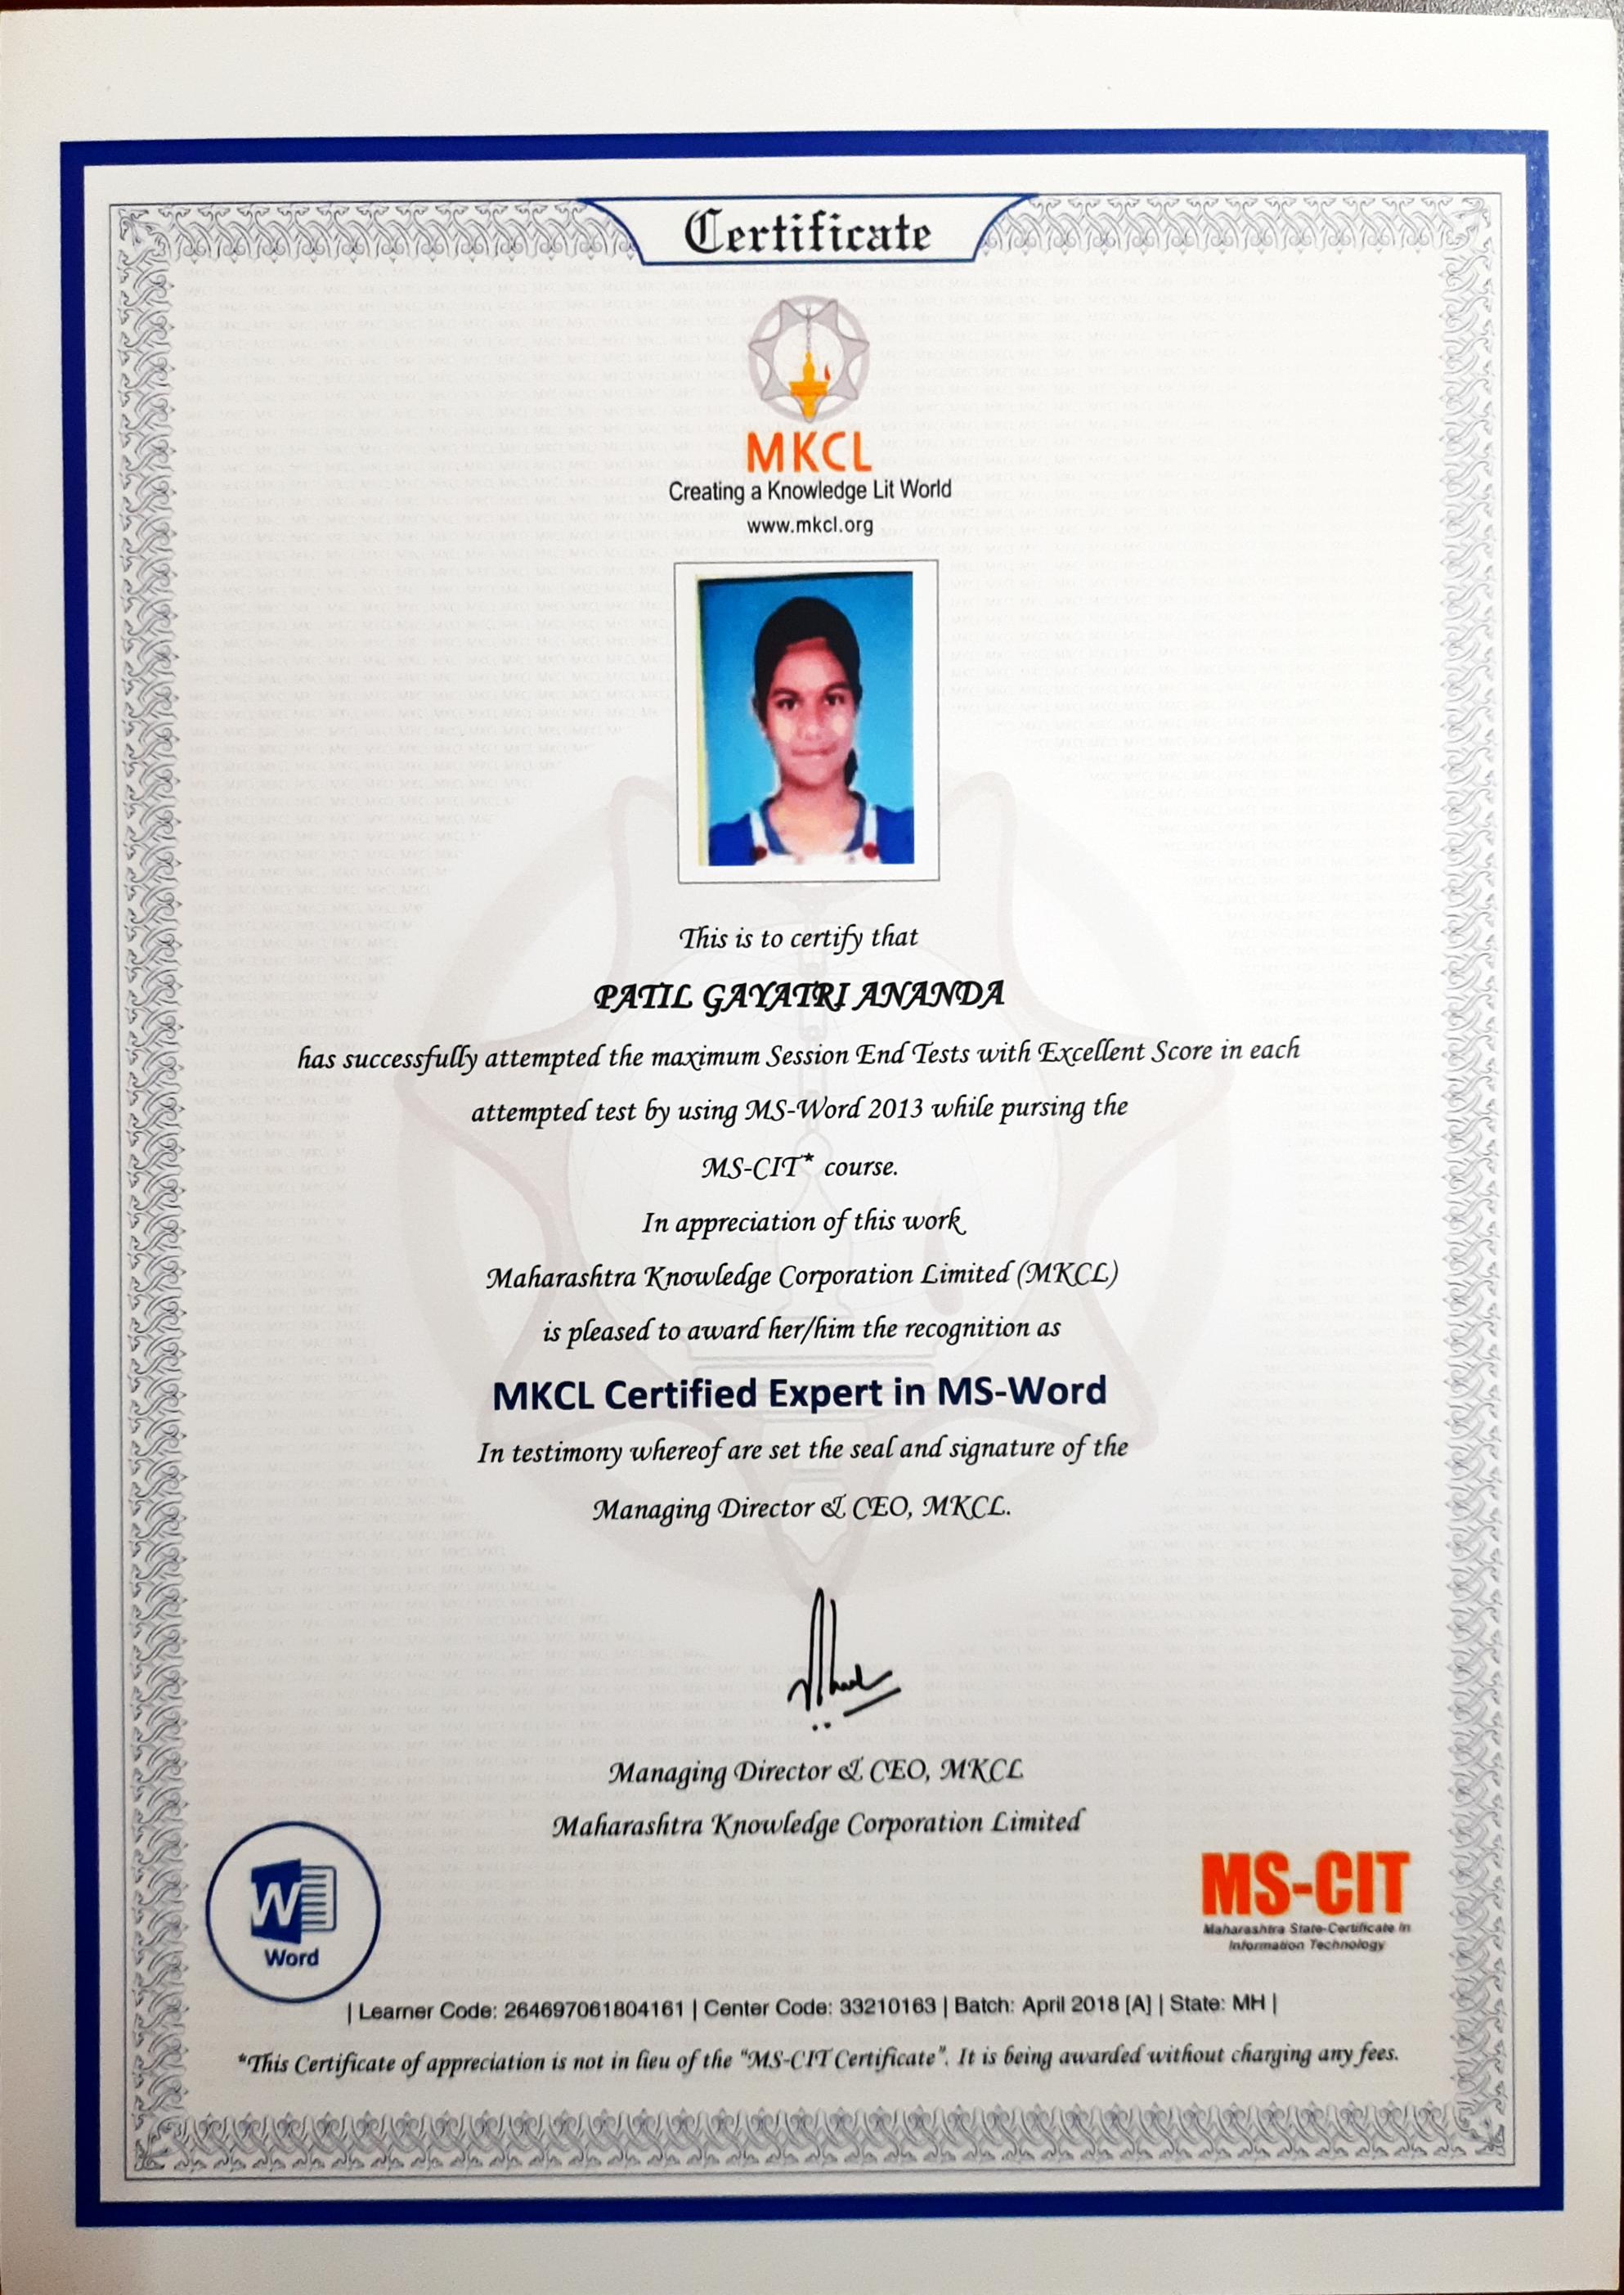 Certificate
MKCL
Creating a Knowledge Lit World
www.mkcl.org
This is to certify that
PATIL GAYATRI ANANDA
has successfully attempted the maximum Session End Tests with Excellent Score in each
attempted test by using MS-Word 2013 while pursing the
MS-CIT* course.
In appreciation of this work
Maharashtra Knowledge Corporation Limited (MKCL)
is pleased to award her/him the recognition as
MKCL Certified Expert in MS-Word
In testimony whereof are set the seal and signature of the
Managing Director & CEO, MKCL.
Managing Director & CEO, MKCL
Maharashtra Knowledge Corporation Limited
W
Word
MS-CIT
Maharashtra State-Certificate in
Information Technology
| Learner Code: 264697061804161 | Center Code: 33210163 | Batch: April 2018 [A] | State: MH |
*This Certificate of appreciation is not in lieu of the "MS-CIT Certificate". It is being awarded without charging any fees.